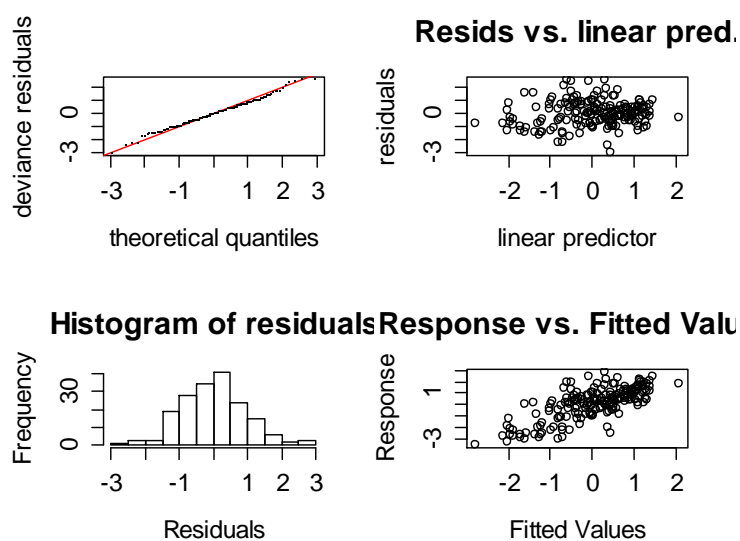 deviance residuals
0
-3
-3 -1 1 2 3
theoretical quantiles
Resids vs. linear pred.
residuals
0
-3
-2 -1 0 1 2
linear predictor
Histogram of residuals
Frequency
30
0
-3 -1 1 2 3
Residuals
Response vs. Fitted Valu
Response
1
-3
-2 -1 0 1 2
Fitted Values